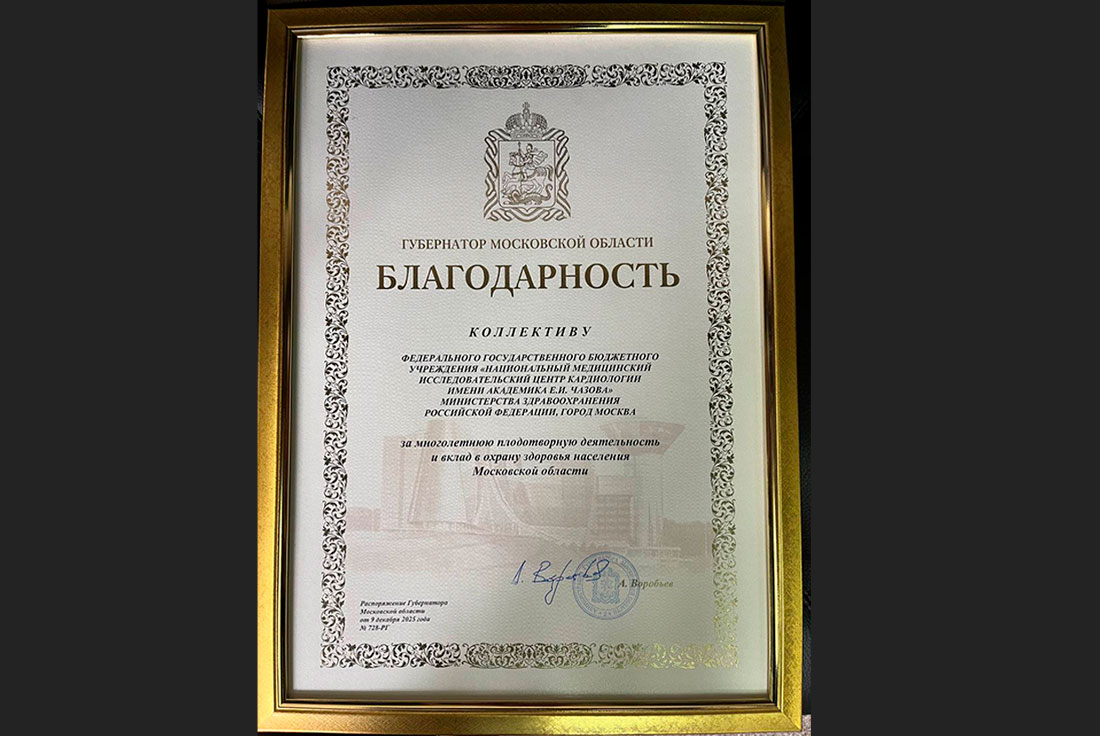 ГУБЕРНАТОР МОСКОВСКОЙ ОБЛАСТИ
БЛАГОДАРНОСТЬ
КОЛЛЕКТИВУ
ФЕДЕРАЛЬНОГО ГОСУДАРСТВЕННОГО БЮДЖЕТНОГО
УЧРЕЖДЕНИЯ «НАЦИОНАЛЬНЫЙ МЕДИЦИНСКИЙ
ИССЛЕДОВАТЕЛЬСКИЙ ЦЕНТР КАРДИОЛОГИИ
ИМЕНИ АКАДЕМИКА Е.И. ЧАЗОВА»
МИНИСТЕРСТВА ЗДРАВООХРАНЕНИЯ
РОССИЙСКОЙ ФЕДЕРАЦИИ, ГОРОД МОСКВА
за многолетнюю плодотворную деятельность
и вклад в охрану здоровья населения
Московской области
А. Воробьев
Распоряжение Губернатора
Московской области
от 9 декабря 2025 года
№ 728-РГ